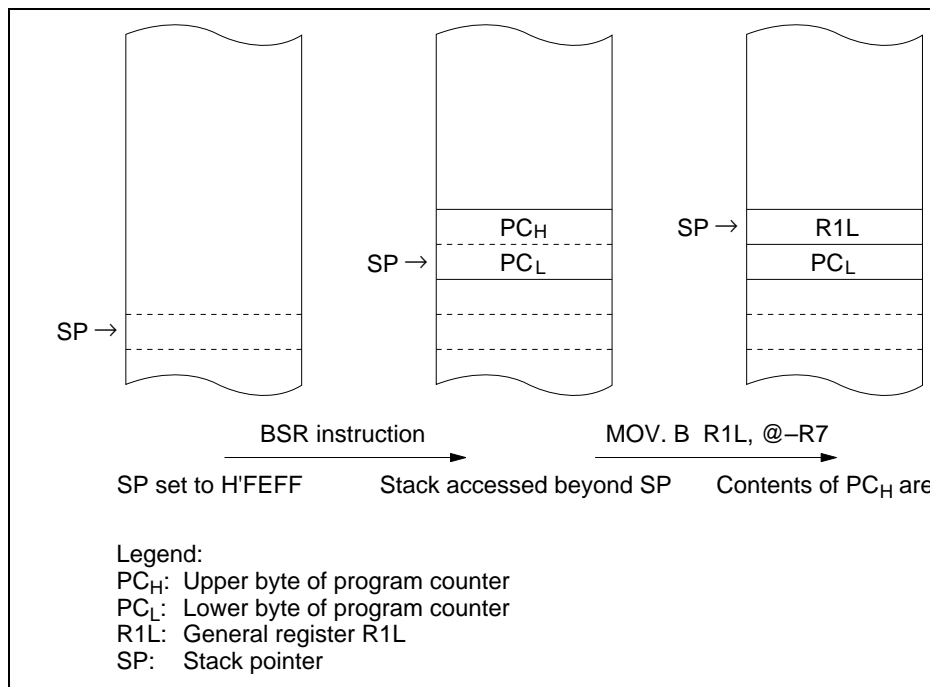 PCH
SP → R1L
SP → PCL PCL
SP →
BSR instruction MOV. B R1L, @–R7
SP set to H'FEFF Stack accessed beyond SP Contents of PCH are
Legend:
PCH: Upper byte of program counter
PCL: Lower byte of program counter
R1L: General register R1L
SP: Stack pointer